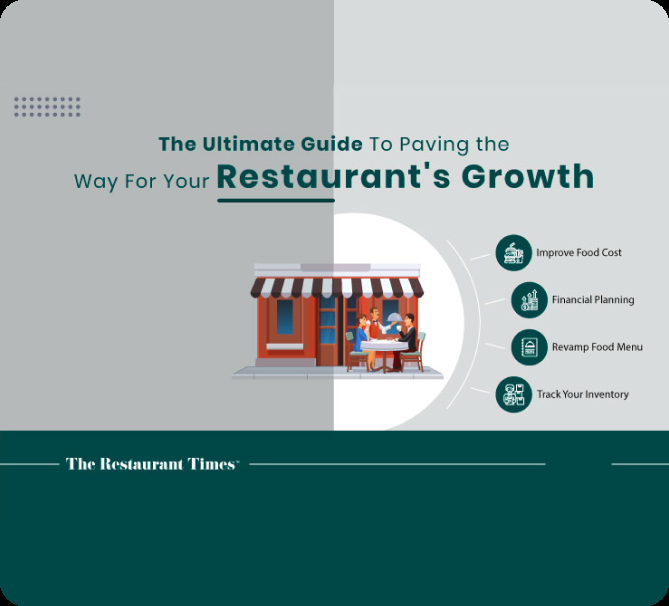 The Ultimate Guide To Paving the
Way For Your Restaurant's Growth
Improve Food Cost
Financial Planning
Revamp Food Menu
Track Your Inventory
The Restaurant Times™